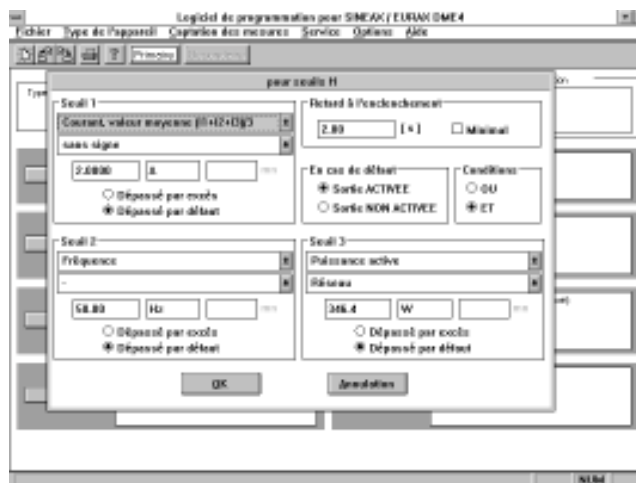 Logiciel de programmation pour SINEAX / EURAX DME4
Fichier Type de l'appareil Captation des mesures Service Options Aide
Primaire
pour seuils H
Type
Seuil 1
Courant, valeur moyenne (I1+I2+I3)/3
sans signe
2.0000 A
Dépassé par excès
Dépassé par défaut
Retard à l'enclenchement
2.00 [s] Minimal
En cas de défaut
Sortie ACTIVEE
Sortie NON ACTIVEE
Conditions
OU
ET
Seuil 2
Fréquence
-
50.00 Hz
Dépassé par excès
Dépassé par défaut
Seuil 3
Puissance active
Réseau
346.4 W
Dépassé par excès
Dépassé par défaut
OK Annulation
NUM